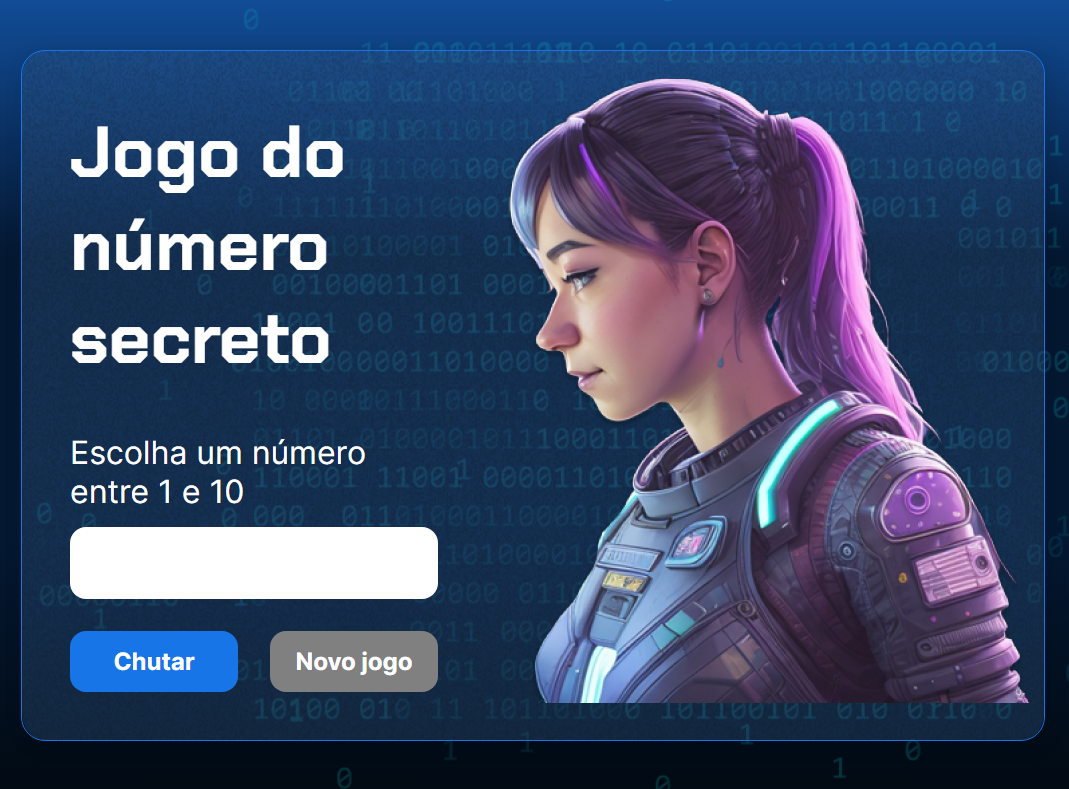 Jogo do
número
secreto
Escolha um número
entre 1 e 10
Chutar
Novo jogo